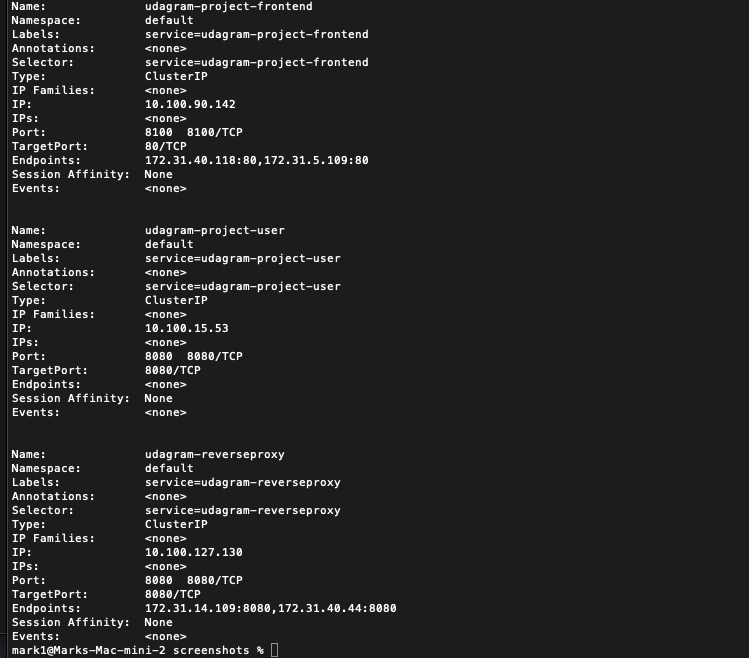 Name:              udagram-project-frontend
Namespace:         default
Labels:            service=udagram-project-frontend
Annotations:       <none>
Selector:          service=udagram-project-frontend
Type:              ClusterIP
IP Families:       <none>
IP:                10.100.90.142
IPs:               <none>
Port:              8100  8100/TCP
TargetPort:        80/TCP
Endpoints:         172.31.40.118:80,172.31.5.109:80
Session Affinity:  None
Events:            <none>
Name:              udagram-project-user
Namespace:         default
Labels:            service=udagram-project-user
Annotations:       <none>
Selector:          service=udagram-project-user
Type:              ClusterIP
IP Families:       <none>
IP:                10.100.15.53
IPs:               <none>
Port:              8080  8080/TCP
TargetPort:        8080/TCP
Endpoints:         <none>
Session Affinity:  None
Events:            <none>
Name:              udagram-reverseproxy
Namespace:         default
Labels:            service=udagram-reverseproxy
Annotations:       <none>
Selector:          service=udagram-reverseproxy
Type:              ClusterIP
IP Families:       <none>
IP:                10.100.127.130
IPs:               <none>
Port:              8080  8080/TCP
TargetPort:        8080/TCP
Endpoints:         172.31.14.109:8080,172.31.40.44:8080
Session Affinity:  None
Events:            <none>
mark1@Marks-Mac-mini-2 screenshots %